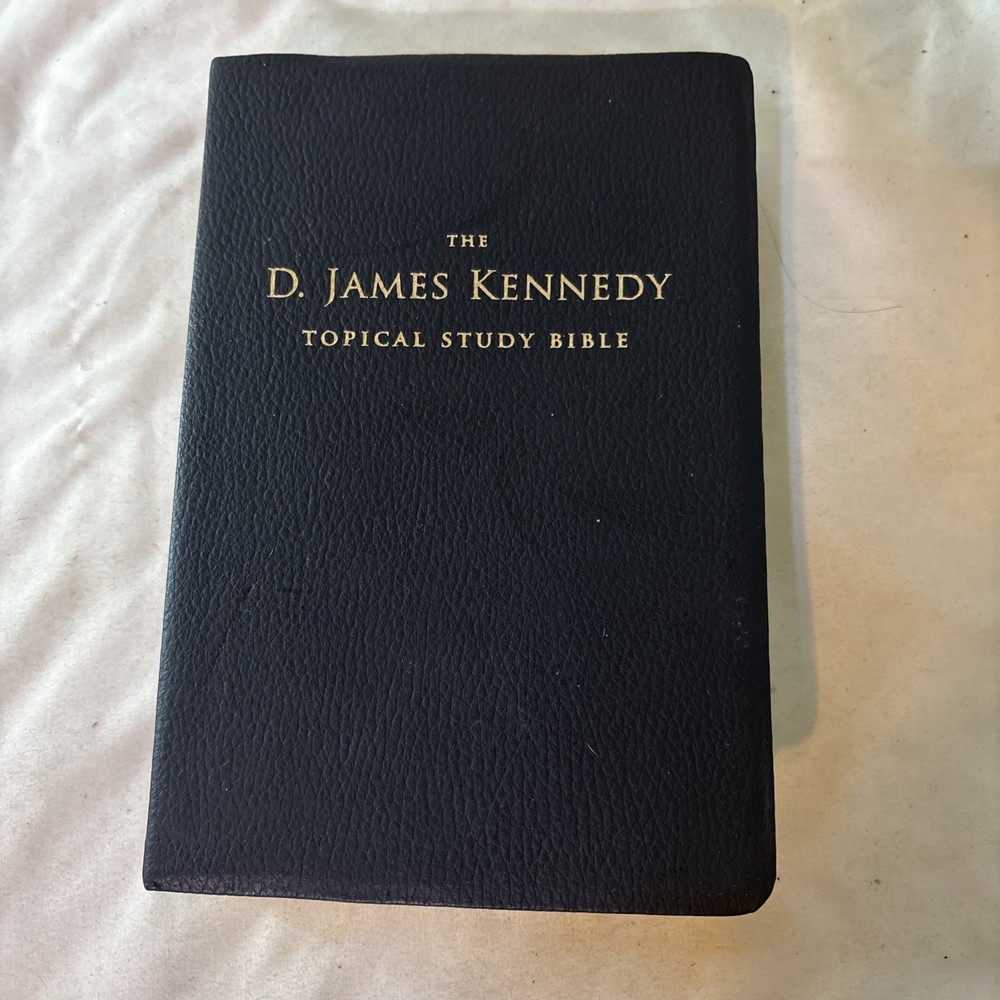 THE
D. JAMES KENNEDY
TOPICAL STUDY BIBLE